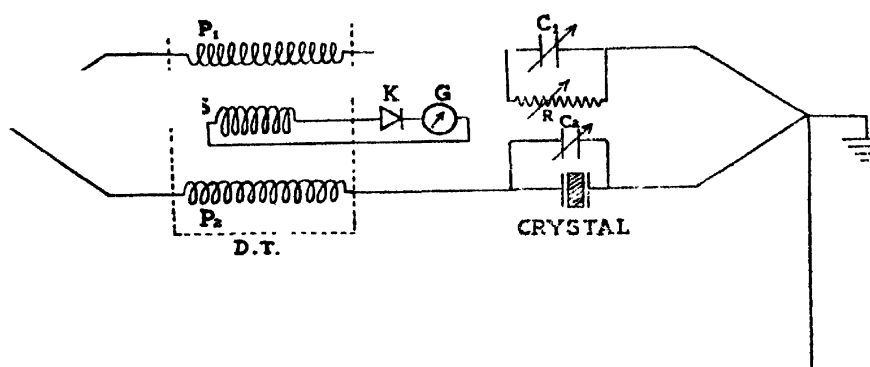 P₁
C₁
S
K
G
R
C₂
P₂
D.T.
CRYSTAL